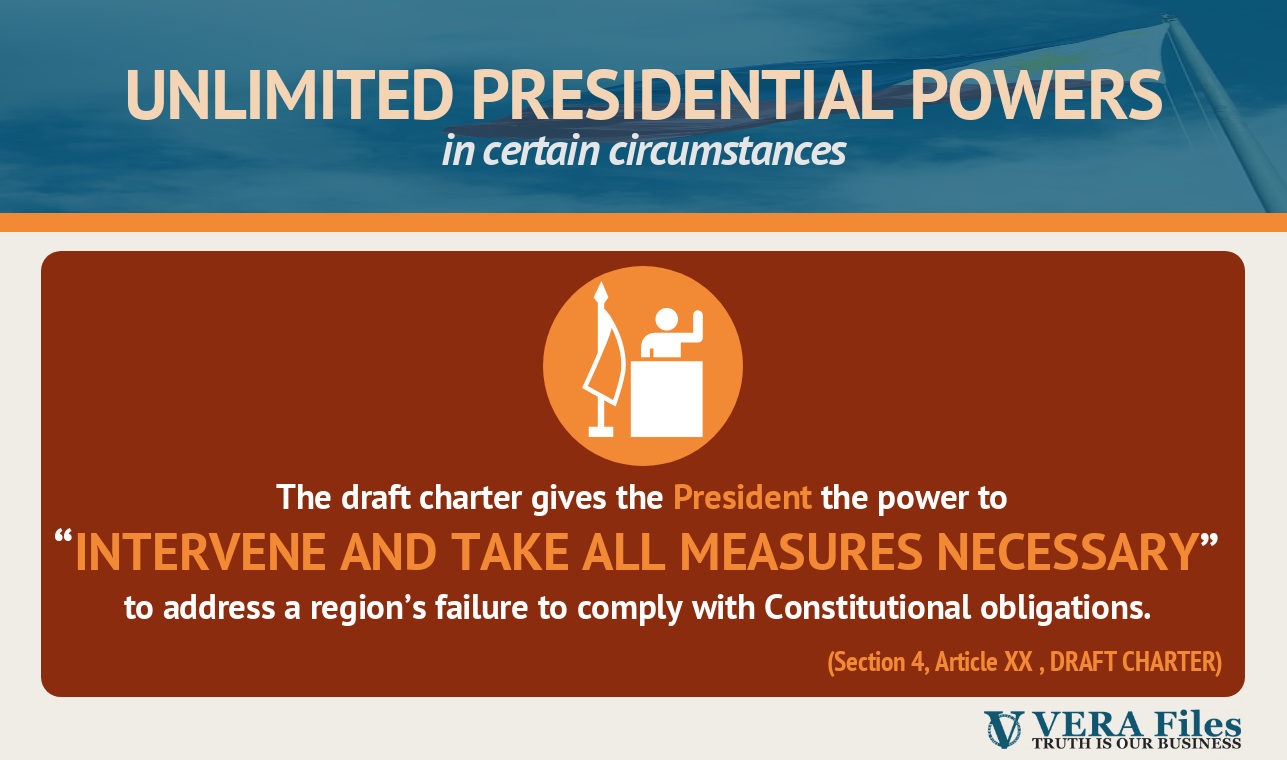 UNLIMITED PRESIDENTIAL POWERS
in certain circumstances
The draft charter gives the President the power to
“INTERVENE AND TAKE ALL MEASURES NECESSARY”
to address a region’s failure to comply with Constitutional obligations.
(Section 4, Article XX , DRAFT CHARTER)
VERA Files
TRUTH IS OUR BUSINESS